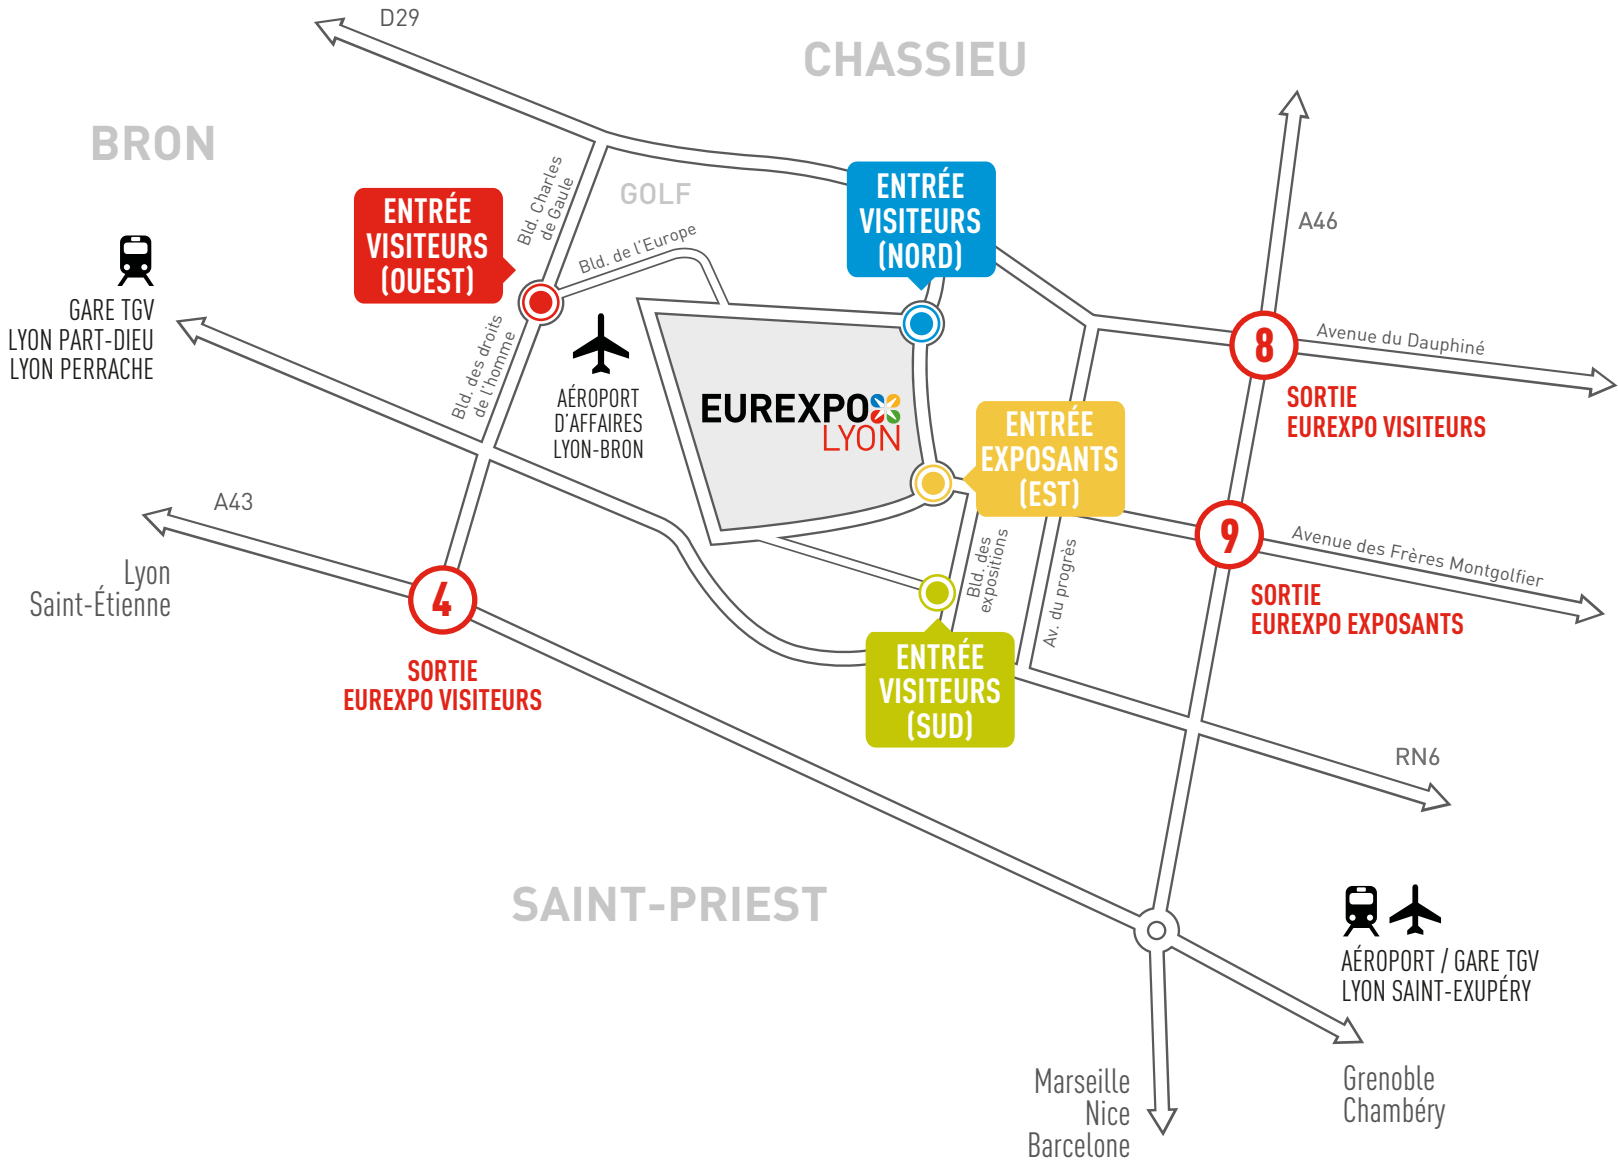 D29
CHASSIEU
BRON
Bld. Charles
de Gaule
GOLF
ENTRÉE
VISITEURS
(NORD)
ENTRÉE
VISITEURS
(OUEST)
A46
Bld. de l'Europe
GARE TGV
LYON PART-DIEU
LYON PERRACHE
Bld. des droits
de l'homme
AÉROPORT
D'AFFAIRES
LYON-BRON
EUREXPO
LYON
8
Avenue du Dauphiné
SORTIE
EUREXPO VISITEURS
ENTRÉE
EXPOSANTS
(EST)
A43
Lyon
Saint-Étienne
9
Avenue des Frères Montgolfier
SORTIE
EUREXPO EXPOSANTS
Bld. des
expositions
Av. du progrès
4
SORTIE
EUREXPO VISITEURS
ENTRÉE
VISITEURS
(SUD)
RN6
SAINT-PRIEST
AÉROPORT / GARE TGV
LYON SAINT-EXUPÉRY
Marseille
Nice
Barcelone
Grenoble
Chambéry